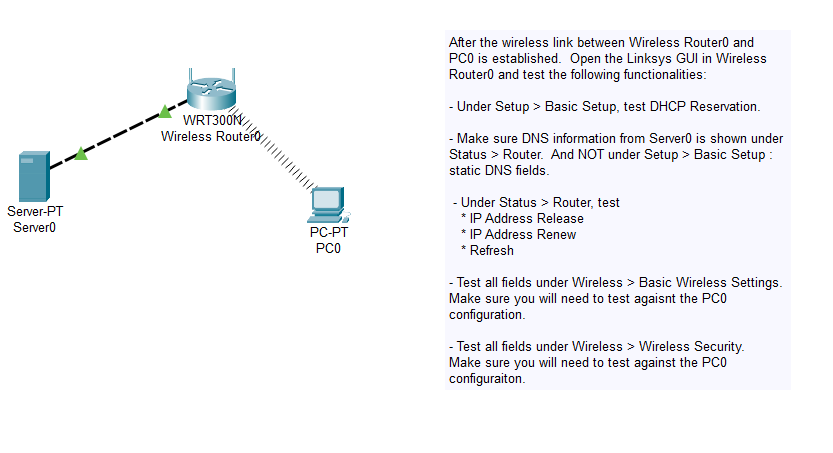 WRT300N
Wireless Router0
Server-PT
Server0
PC-PT
PC0
After the wireless link between Wireless Router0 and
PC0 is established.  Open the Linksys GUI in Wireless
Router0 and test the following functionalities:
- Under Setup > Basic Setup, test DHCP Reservation.
- Make sure DNS information from Server0 is shown under
Status > Router.  And NOT under Setup > Basic Setup :
static DNS fields.
- Under Status > Router, test
* IP Address Release
* IP Address Renew
* Refresh
- Test all fields under Wireless > Basic Wireless Settings.
Make sure you will need to test agaisnt the PC0
configuration.
- Test all fields under Wireless > Wireless Security.
Make sure you will need to test against the PC0
configuraiton.